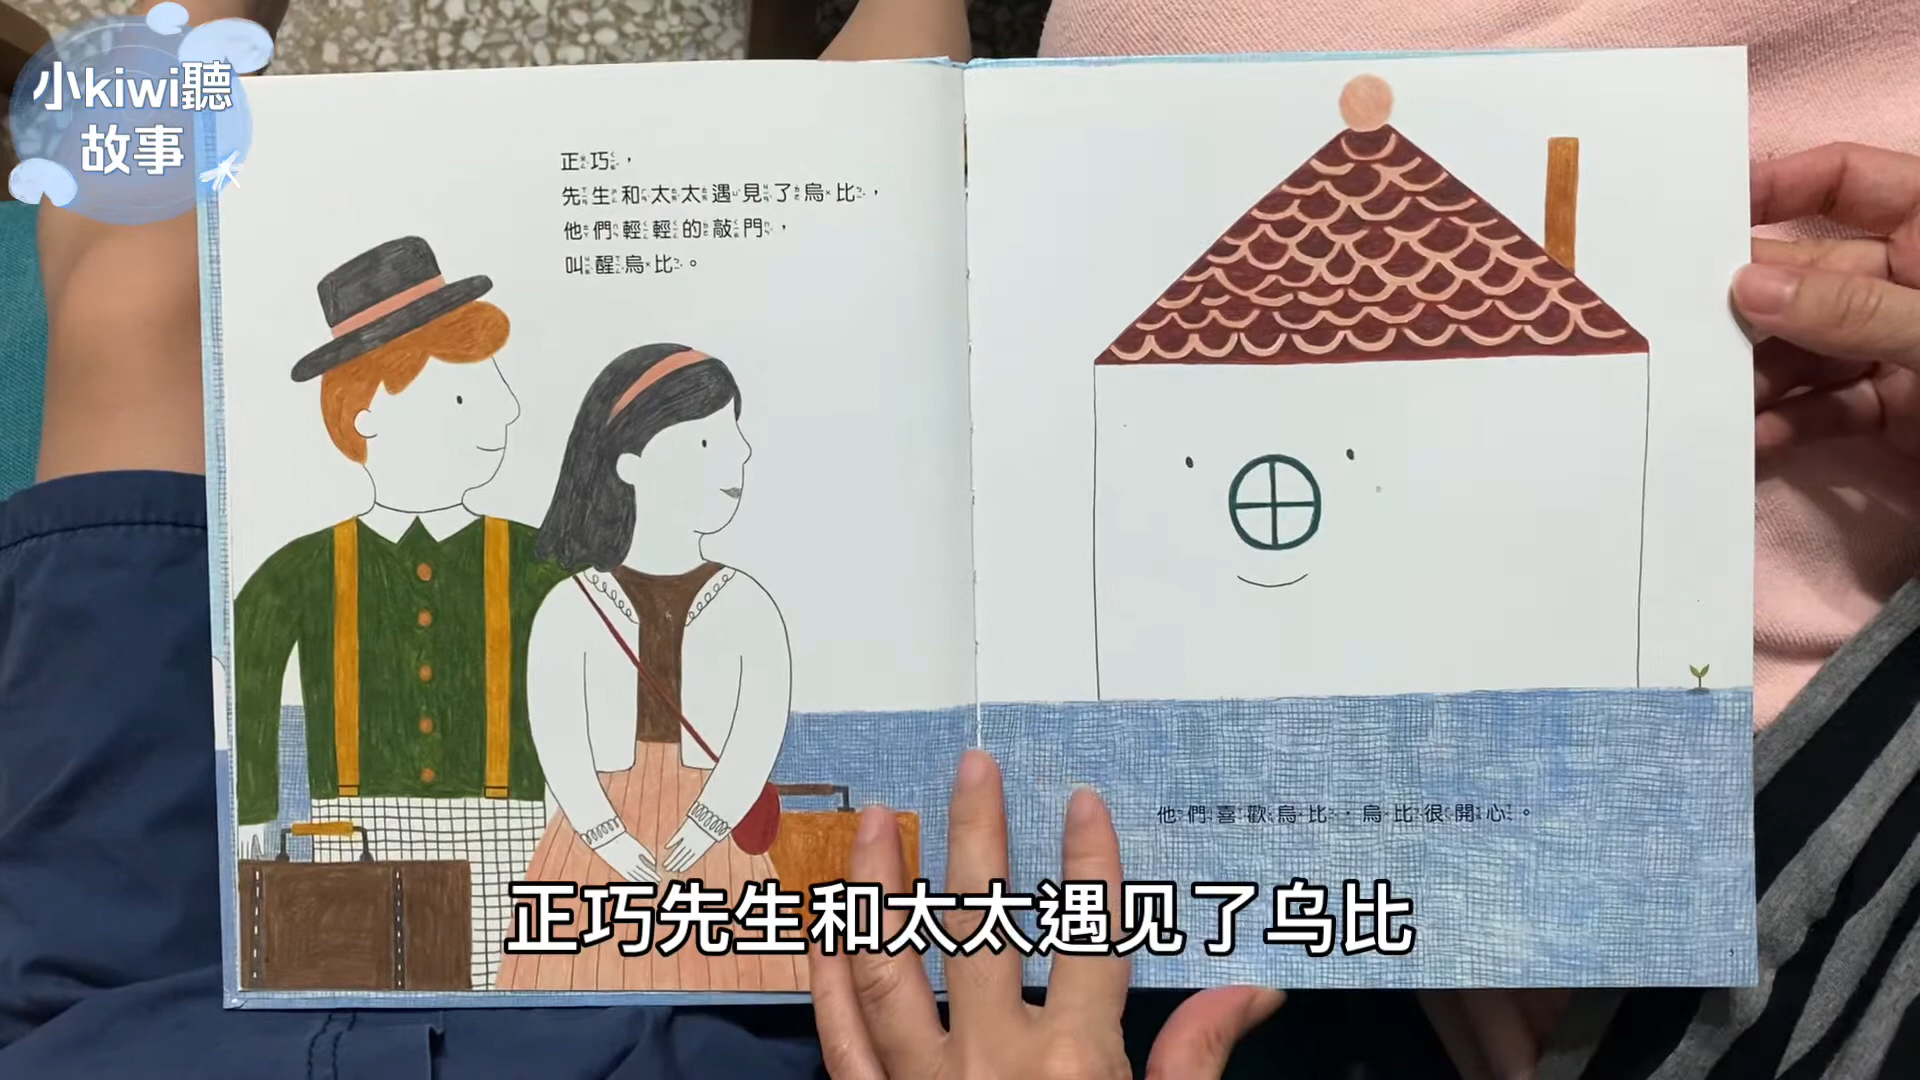 小kiwi聽
故事
正巧，
先生和太太遇見了烏比，
他們輕輕的敲門，
叫醒烏比。
他們喜歡烏比，烏比很開心。
正巧先生和太太遇见了乌比